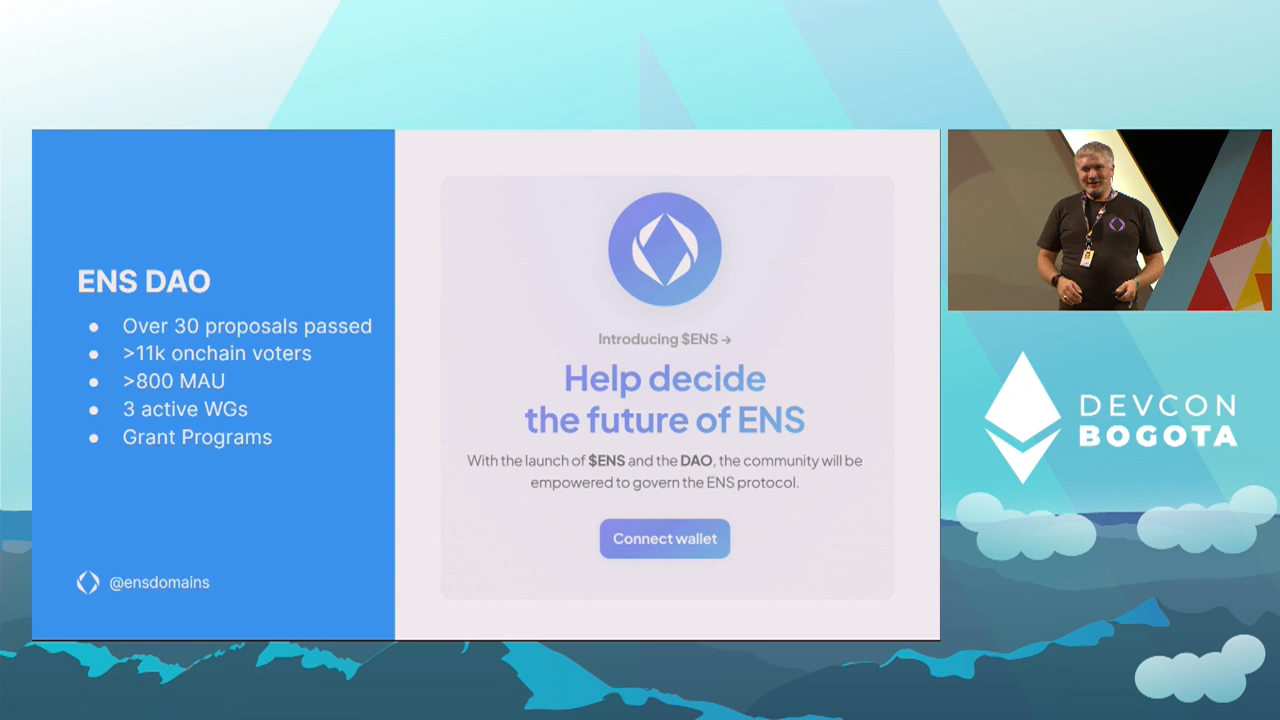 ENS DAO
● Over 30 proposals passed
● >11k onchain voters
● >800 MAU
● 3 active WGs
● Grant Programs
@ensdomains
Introducing $ENS →
Help decide
the future of ENS
With the launch of $ENS and the DAO, the community will be
empowered to govern the ENS protocol.
Connect wallet
DEVCON
BOGOTA